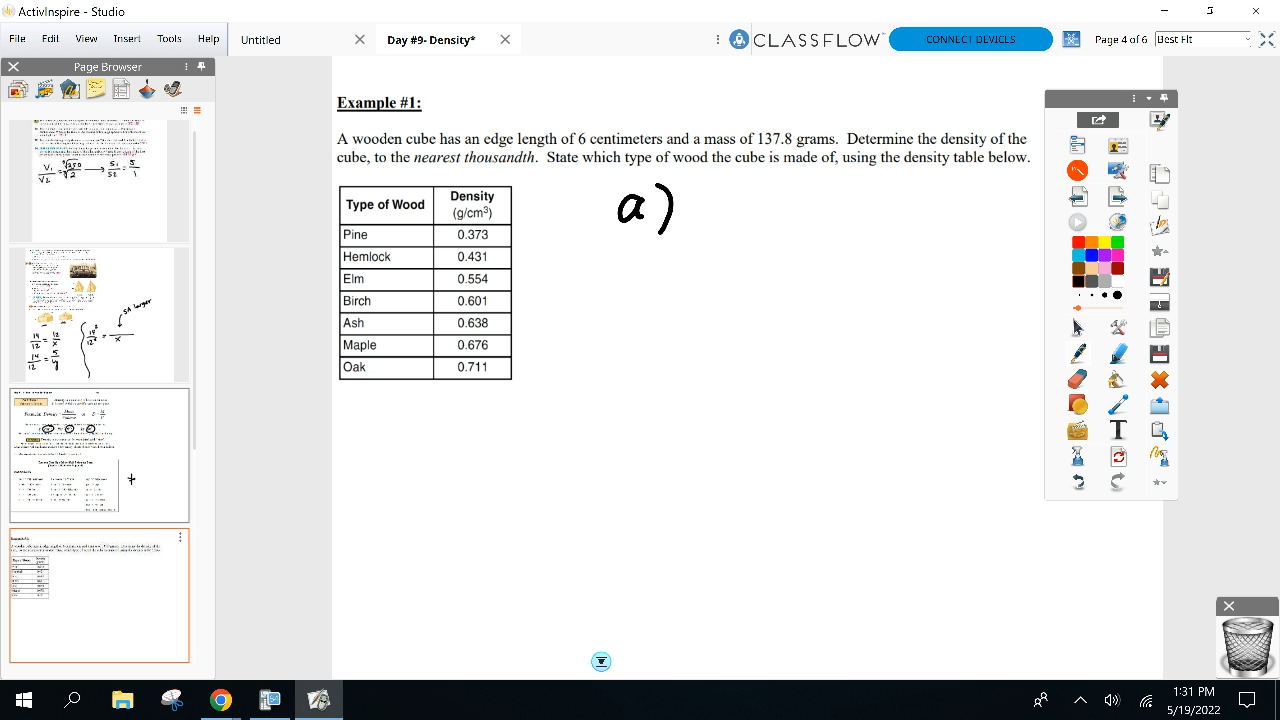 ActivInspire - Studio
File Edit View Insert Tools Help
Untitled
Day #9- Density*
CLASSFLOW
CONNECT DEVICES
Page 4 of 6
Best Fit
Page Browser
Example #1:
A wooden cube has an edge length of 6 centimeters and a mass of 137.8 grams. Determine the density of the
cube, to the nearest thousandth. State which type of wood the cube is made of, using the density table below.
a)
Type of Wood Density
(g/cm³)
Pine 0.373
Hemlock 0.431
Elm 0.554
Birch 0.601
Ash 0.638
Maple 0.676
Oak 0.711
SA larger
1:31 PM
5/19/2022